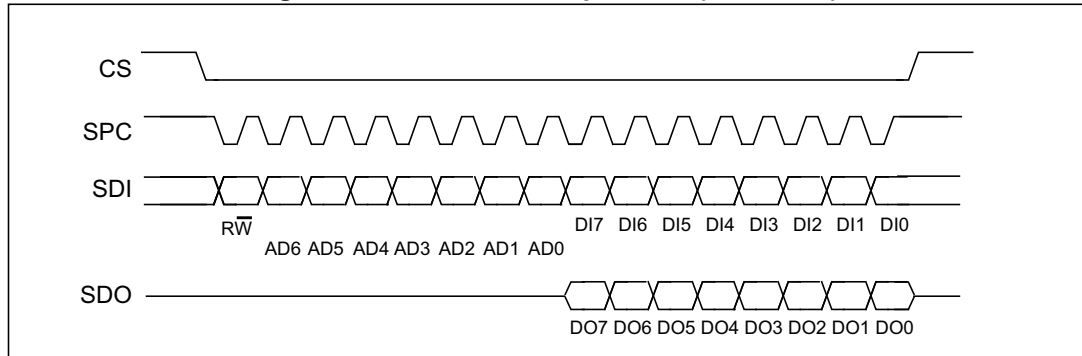 CS
SPC
SDI
RW̅
DI7 DI6 DI5 DI4 DI3 DI2 DI1 DI0
AD6 AD5 AD4 AD3 AD2 AD1 AD0
SDO
DO7 DO6 DO5 DO4 DO3 DO2 DO1 DO0